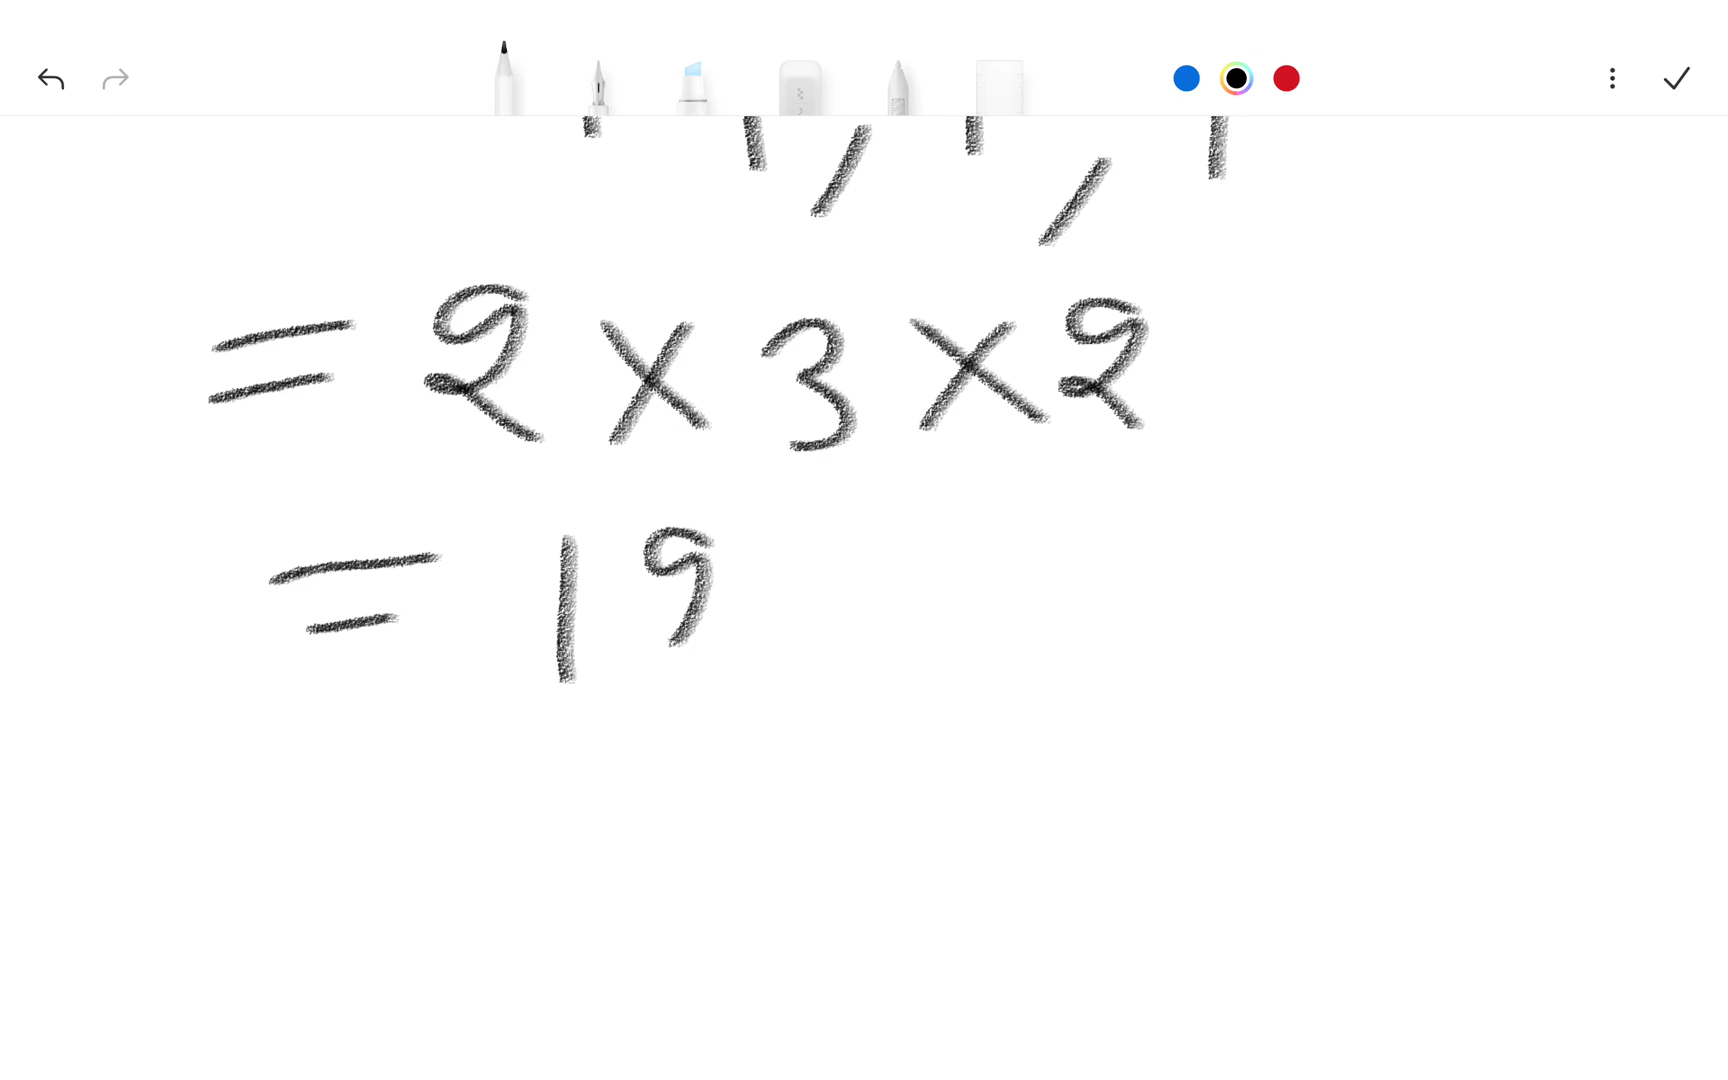 = 2 × 3 × 2
= 19